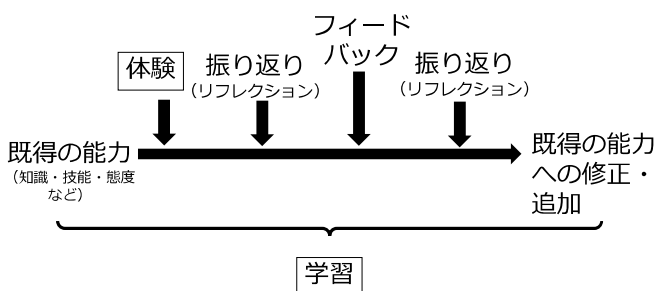 体験
振り返り
（リフレクション）
フィード
バック
振り返り
（リフレクション）
既得の能力
（知識・技能・態度
など）
既得の能力
への修正・
追加
学習